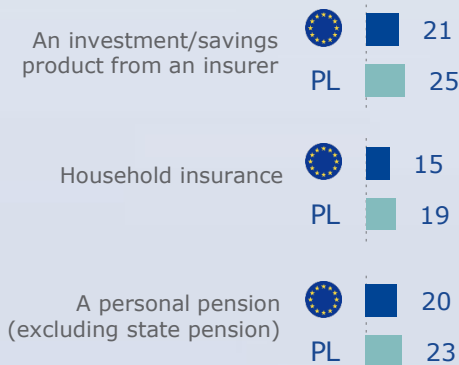 An investment/savings
product from an insurer
21
PL 25
Household insurance
15
PL 19
A personal pension
(excluding state pension)
20
PL 23